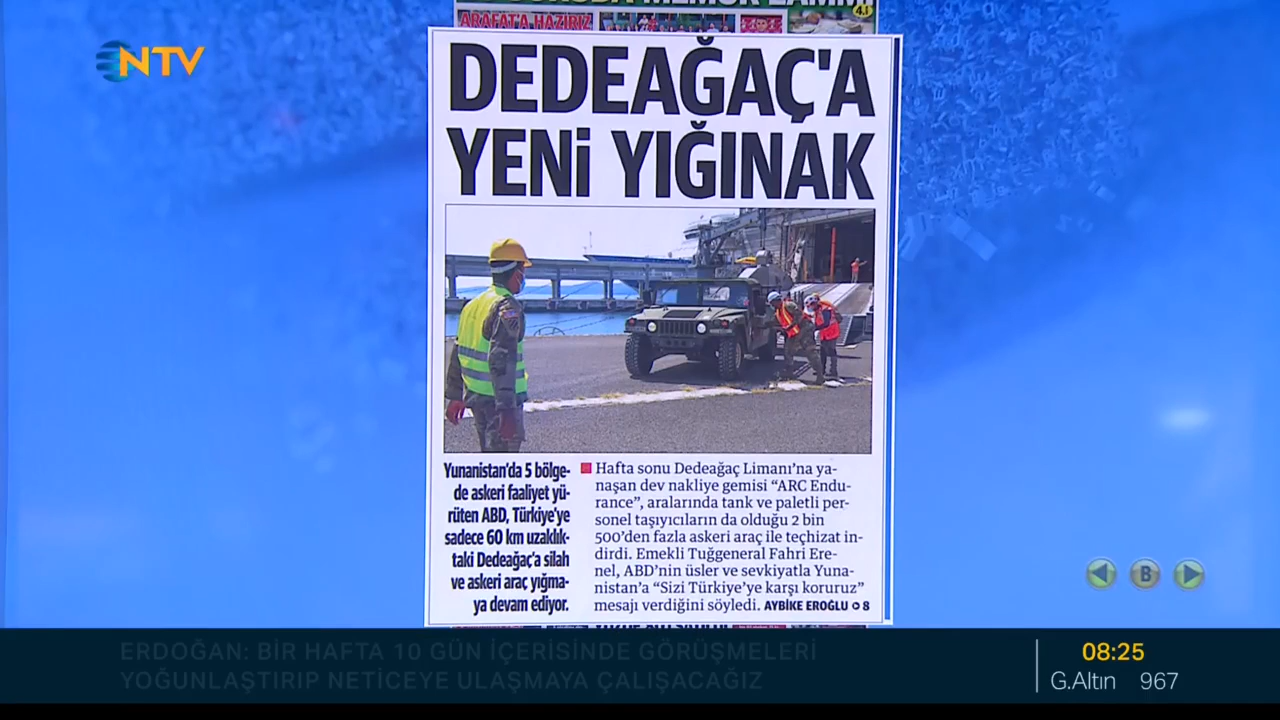 ARAFAT'A HAZIRIZ
4.1
NTV
DEDEAĞAÇ'A
YENİ YIĞINAK
Yunanistan'da 5 bölge-
de askeri faaliyet yü-
rüten ABD, Türkiye'ye
sadece 60 km uzaklık-
taki Dedeağaç'a silah
ve askeri araç yığma-
ya devam ediyor.
Hafta sonu Dedeağaç Limanı'na ya-
naşan dev nakliye gemisi “ARC Endu-
rance”, aralarında tank ve paletli per-
sonel taşıyıcıların da olduğu 2 bin
500'den fazla askeri araç ile teçhizat in-
dirdi. Emekli Tuğgeneral Fahri Ere-
nel, ABD'nin üsler ve sevkiyatla Yuna-
nistan'a “Sizi Türkiye'ye karşı koruruz”
mesajı verdiğini söyledi. AYBİKE EROĞLU 8
B
ERDOĞAN: BİR HAFTA 10 GÜN İÇERİSİNDE GÖRÜŞMELERİ
YOĞUNLAŞTIRIP NETİCEYE ULAŞMAYA ÇALIŞACAĞIZ
08:25
G.Altın 967